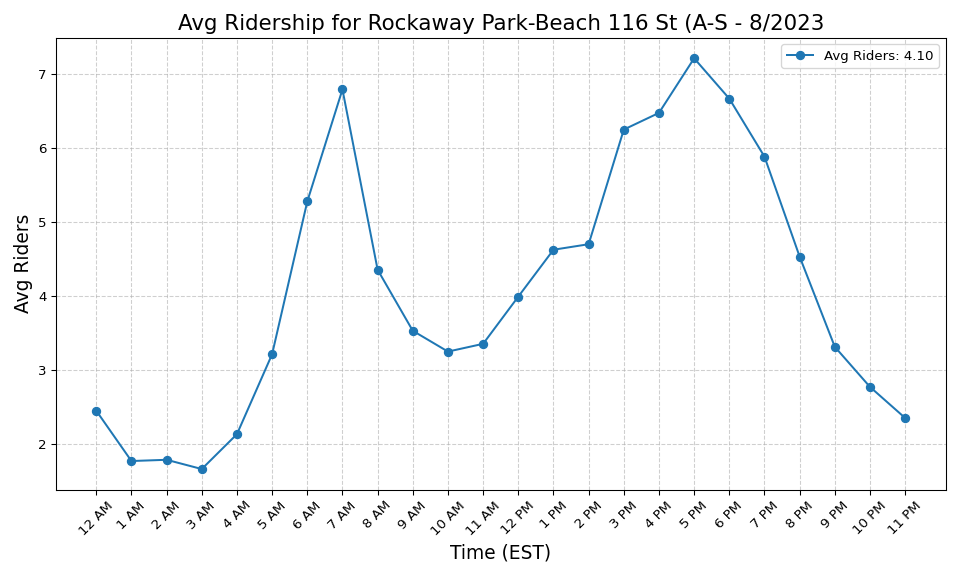 Avg Ridership for Rockaway Park-Beach 116 St (A-S - 8/2023
Avg Riders: 4.10
Avg Riders
7
6
5
4
3
2
12 AM
1 AM
2 AM
3 AM
4 AM
5 AM
6 AM
7 AM
8 AM
9 AM
10 AM
11 AM
12 PM
1 PM
2 PM
3 PM
4 PM
5 PM
6 PM
7 PM
8 PM
9 PM
10 PM
11 PM
Time (EST)